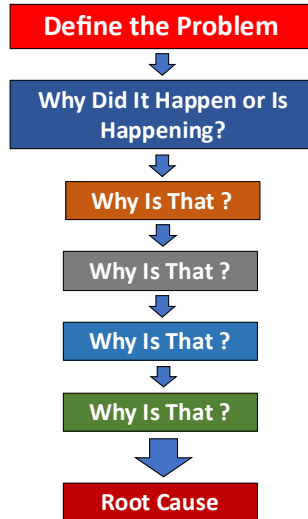 Define the Problem
Why Did It Happen or Is
Happening?
Why Is That ?
Why Is That ?
Why Is That ?
Why Is That ?
Root Cause